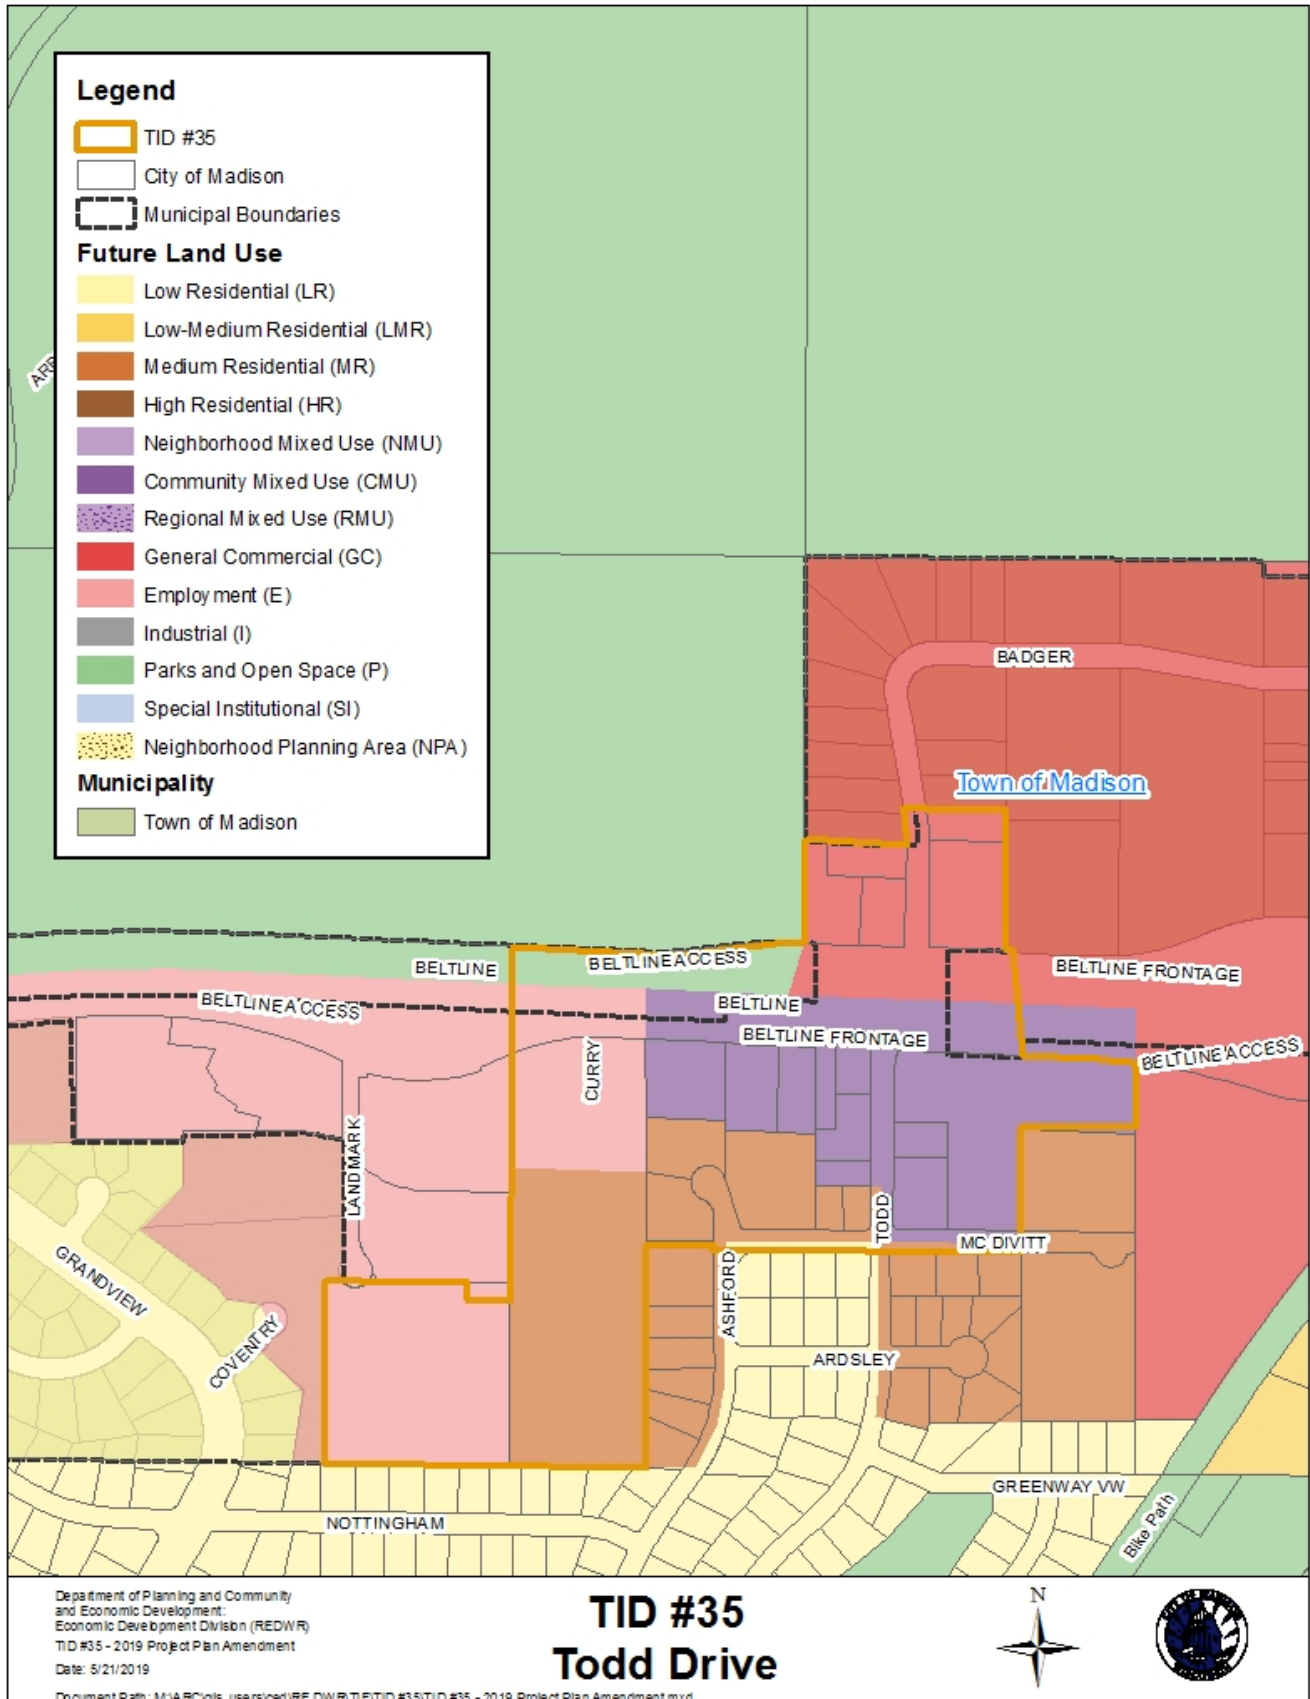 Legend
TID #35
City of Madison
Municipal Boundaries
Future Land Use
Low Residential (LR)
Low-Medium Residential (LMR)
Medium Residential (MR)
High Residential (HR)
Neighborhood Mixed Use (NMU)
Community Mixed Use (CMU)
Regional Mixed Use (RMU)
General Commercial (GC)
Employment (E)
Industrial (I)
Parks and Open Space (P)
Special Institutional (SI)
Neighborhood Planning Area (NPA)
Municipality
Town of Madison
BADGER
Town of Madison
BELTLINE
BELTLINE ACCESS
BELTLINE FRONTAGE
BELTLINE ACCESS
BELTLINE
BELTLINE FRONTAGE
BELTLINE ACCESS
CURRY
LANDMARK
TODD
MC DIVITT
GRANDVIEW
COVENTRY
ASHFORD
ARDSLEY
GREENWAY VW
NOTTINGHAM
Bike Path
Department of Planning and Community
and Economic Development:
Economic Development Division (REDWR)
TID #35 - 2019 Project Plan Amendment
Date: 5/21/2019
TID #35
Todd Drive
N